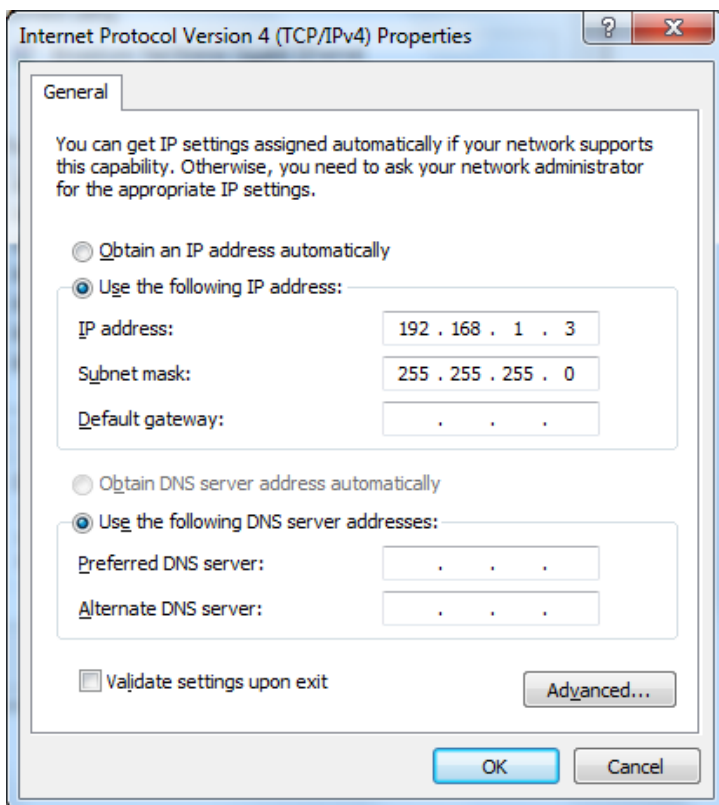 Internet Protocol Version 4 (TCP/IPv4) Properties
General
You can get IP settings assigned automatically if your network supports
this capability. Otherwise, you need to ask your network administrator
for the appropriate IP settings.
Obtain an IP address automatically
Use the following IP address:
IP address: 192 . 168 . 1 . 3
Subnet mask: 255 . 255 . 255 . 0
Default gateway: . . .
Obtain DNS server address automatically
Use the following DNS server addresses:
Preferred DNS server: . . .
Alternate DNS server: . . .
Validate settings upon exit
Advanced...
OK Cancel